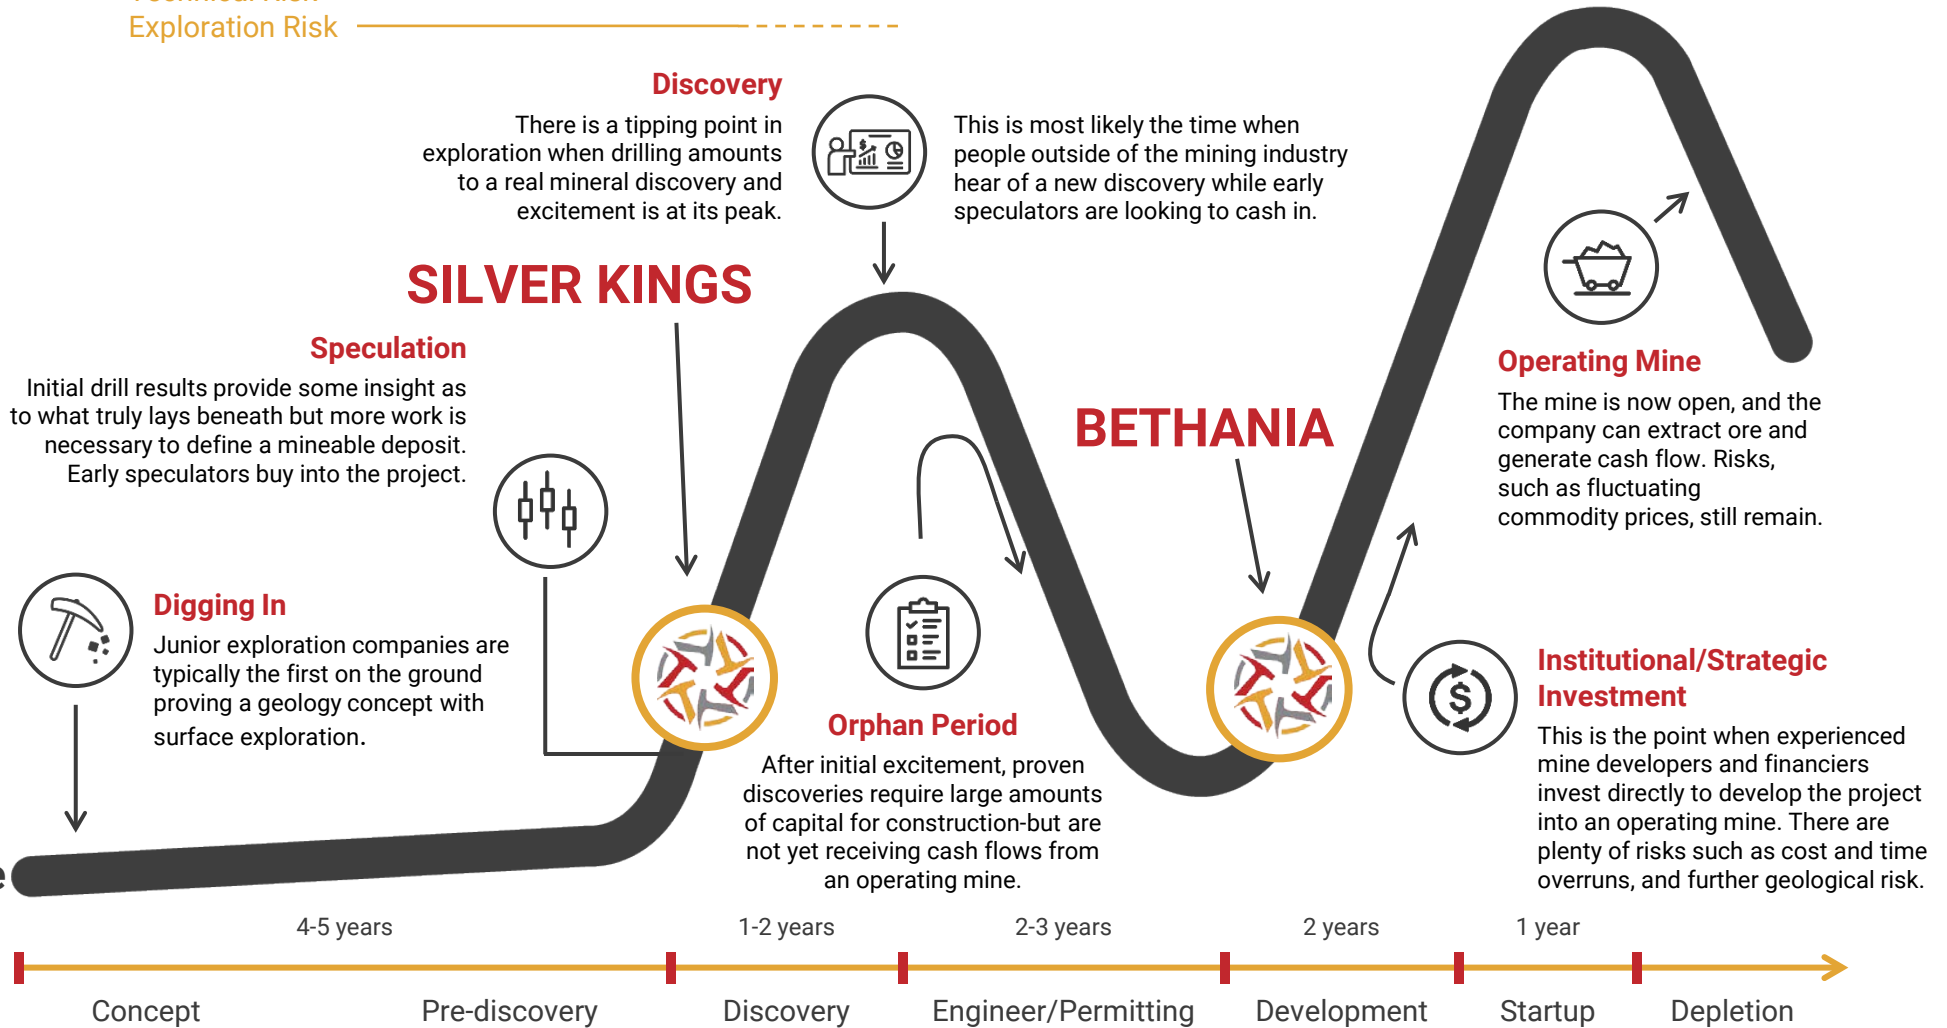 Exploration Risk
Discovery
There is a tipping point in
exploration when drilling amounts
to a real mineral discovery and
excitement is at its peak.
This is most likely the time when
people outside of the mining industry
hear of a new discovery while early
speculators are looking to cash in.
SILVER KINGS
Speculation
Initial drill results provide some insight as
to what truly lays beneath but more work is
necessary to define a mineable deposit.
Early speculators buy into the project.
BETHANIA
Operating Mine
The mine is now open, and the
company can extract ore and
generate cash flow. Risks,
such as fluctuating
commodity prices, still remain.
Digging In
Junior exploration companies are
typically the first on the ground
proving a geology concept with
surface exploration.
Orphan Period
After initial excitement, proven
discoveries require large amounts
of capital for construction-but are
not yet receiving cash flows from
an operating mine.
Institutional/Strategic
Investment
This is the point when experienced
mine developers and financiers
invest directly to develop the project
into an operating mine. There are
plenty of risks such as cost and time
overruns, and further geological risk.
e
4-5 years
1-2 years
2-3 years
2 years
1 year
Concept
Pre-discovery
Discovery
Engineer/Permitting
Development
Startup
Depletion